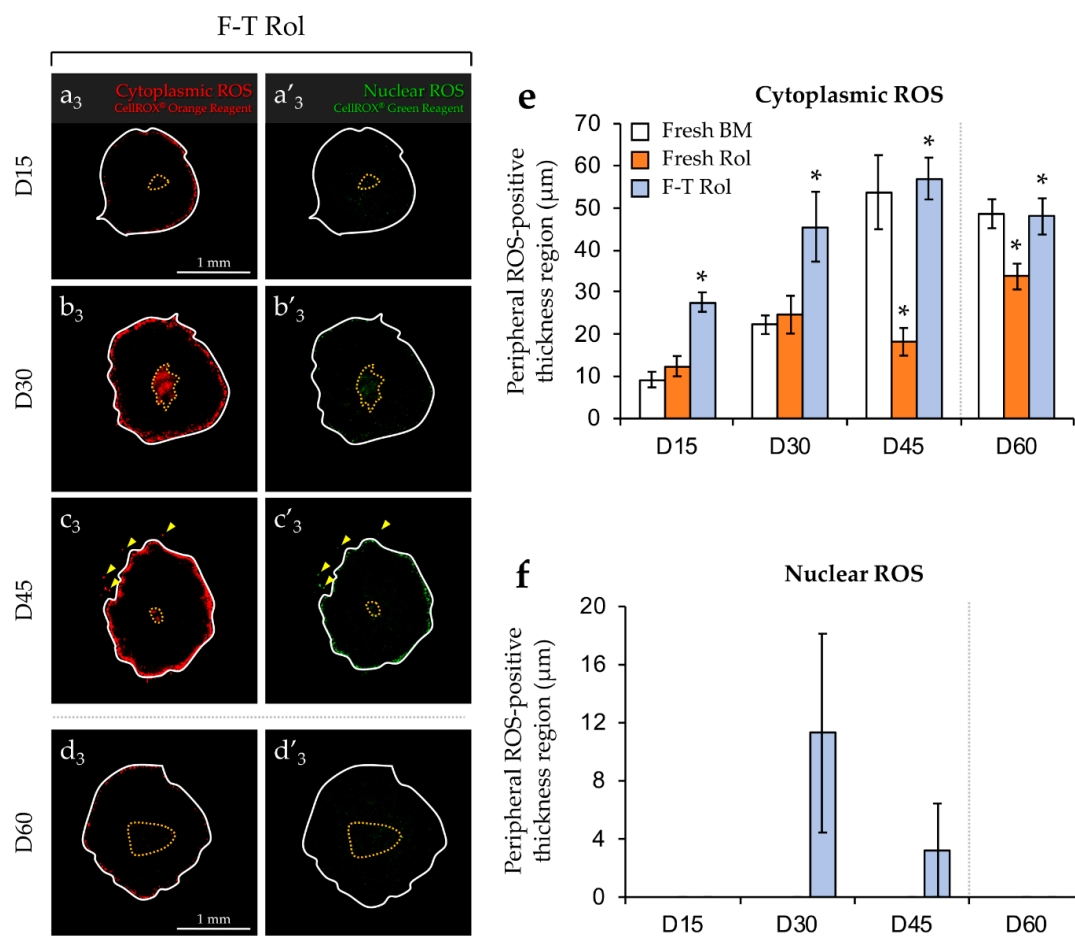 F-T Rol
a3
Cytoplasmic ROS
CellROX® Orange Reagent
a′3
Nuclear ROS
CellROX® Green Reagent
D15
1 mm
b3
b′3
D30
c3
c′3
D45
d3
d′3
D60
1 mm
e
Cytoplasmic ROS
Peripheral ROS-positive
thickness region (µm)
70
60
50
40
30
20
10
0
Fresh BM
Fresh Rol
F-T Rol
*
*
*
*
*
*
D15
D30
D45
D60
f
Nuclear ROS
Peripheral ROS-positive
thickness region (µm)
20
16
12
8
4
0
D15
D30
D45
D60